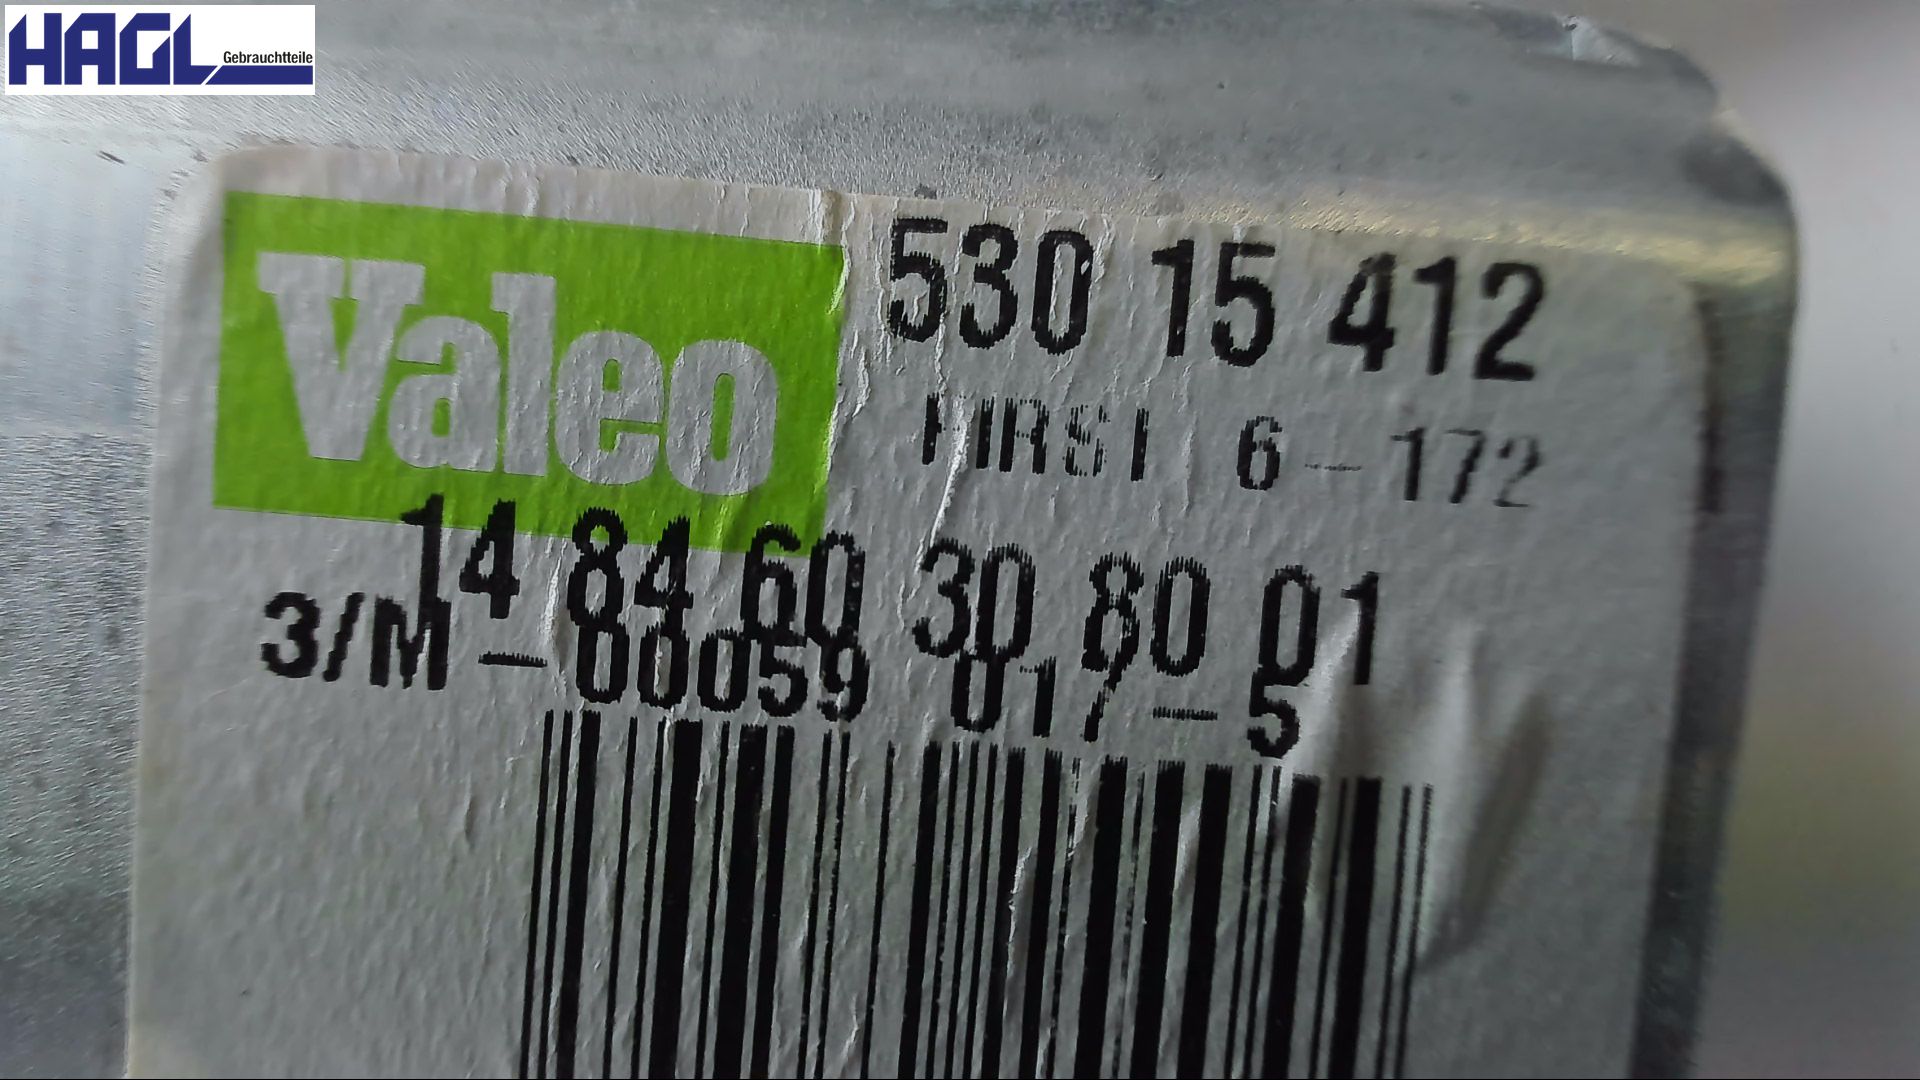 HAGL
Gebrauchtteile
Valeo
530 15 412
FIRST 6-172
14 84 60 30 80 01
3/M-00059 017-5